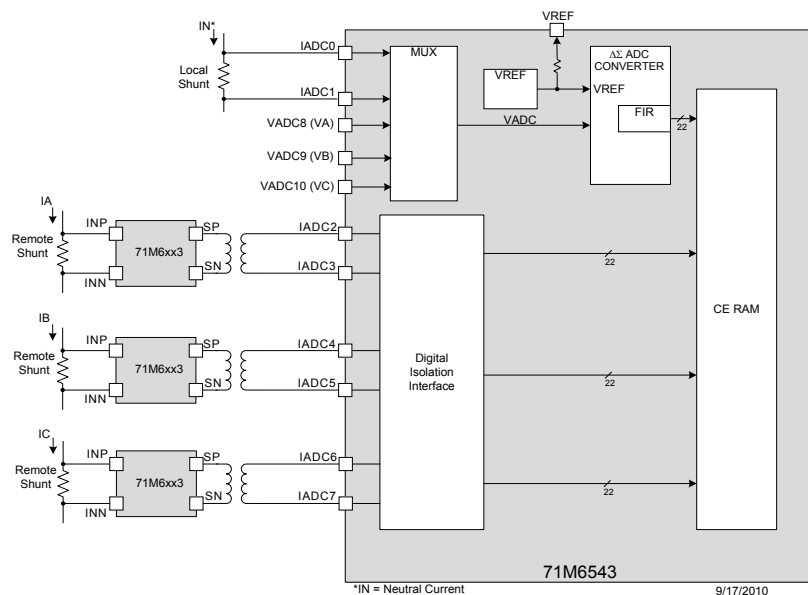 VREF
IN*
IADC0
MUX
ΔΣ ADC
CONVERTER
Local
Shunt
VREF
VREF
IADC1
FIR
VADC8 (VA)
VADC
22
VADC9 (VB)
VADC10 (VC)
IA
INP
SP
IADC2
Remote
Shunt
71M6xx3
INN
SN
IADC3
22
CE RAM
IB
INP
SP
IADC4
Remote
Shunt
71M6xx3
Digital
Isolation
Interface
INN
SN
IADC5
22
IC
INP
SP
IADC6
Remote
Shunt
71M6xx3
INN
SN
IADC7
22
71M6543
*IN = Neutral Current
9/17/2010